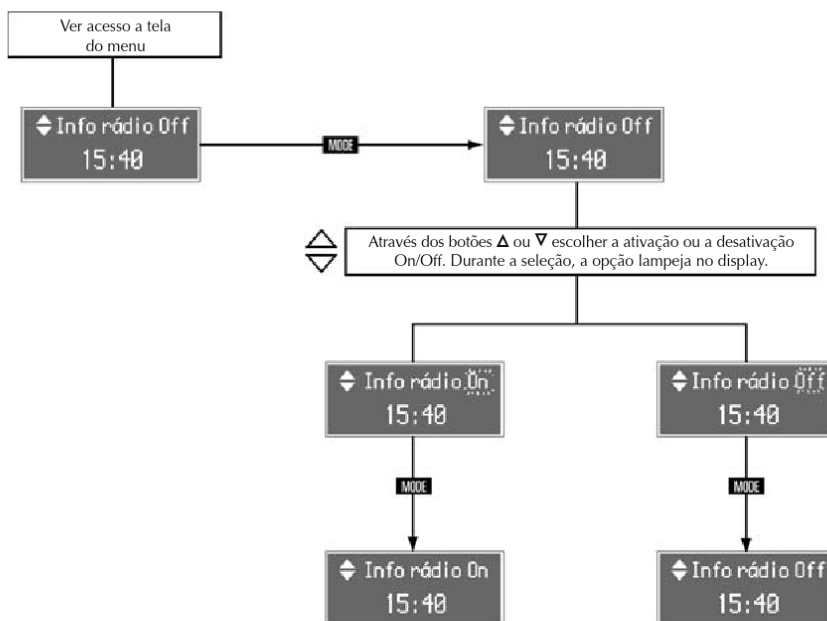 Ver acesso a tela
do menu
Info rádio Off
15:40
MODE
Info rádio Off
15:40
Através dos botões Δ ou ∇ escolher a ativação ou a desativação
On/Off. Durante a seleção, a opção lampeja no display.
Info rádio On
15:40
Info rádio Off
15:40
MODE
MODE
Info rádio On
15:40
Info rádio Off
15:40